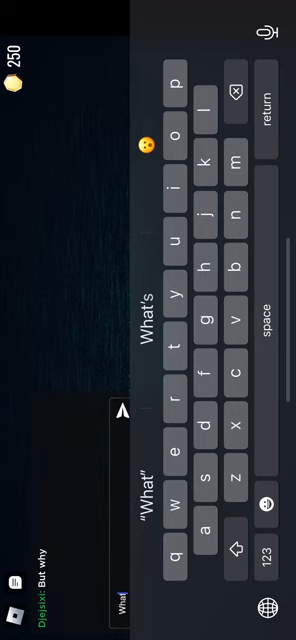 250
Djejsixi: But why
What
"What" What's 😮
q w e r t y u i o p
a s d f g h j k l
z x c v b n m
123 space return